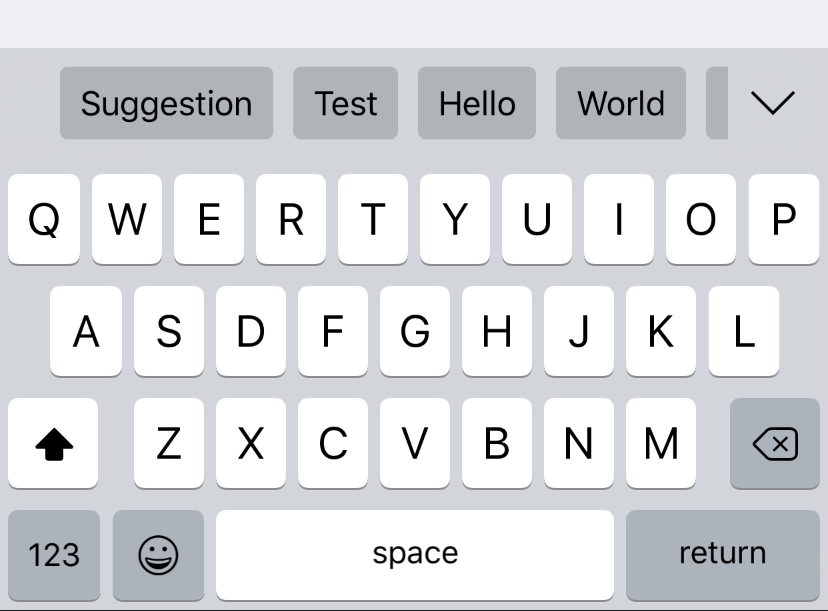 Suggestion Test Hello World
Q W E R T Y U I O P
A S D F G H J K L
Z X C V B N M
123 space return